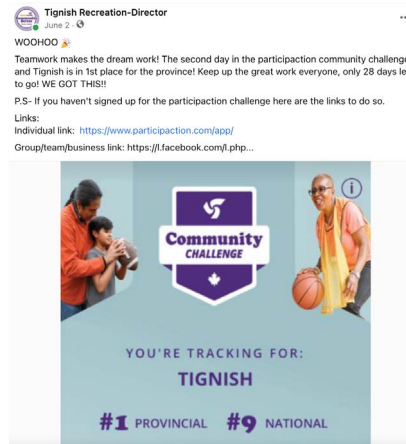 Tignish Recreation-Director
June 2 ·
WOOHOO 🎉
Teamwork makes the dream work! The second day in the participaction community challenge
and Tignish is in 1st place for the province! Keep up the great work everyone, only 28 days le
to go! WE GOT THIS!!
P.S- If you haven't signed up for the participaction challenge here are the links to do so.
Links:
Individual link: https://www.participaction.com/app/
Group/team/business link: https://l.facebook.com/l.php...
Community
CHALLENGE
YOU'RE TRACKING FOR:
TIGNISH
#1 PROVINCIAL #9 NATIONAL